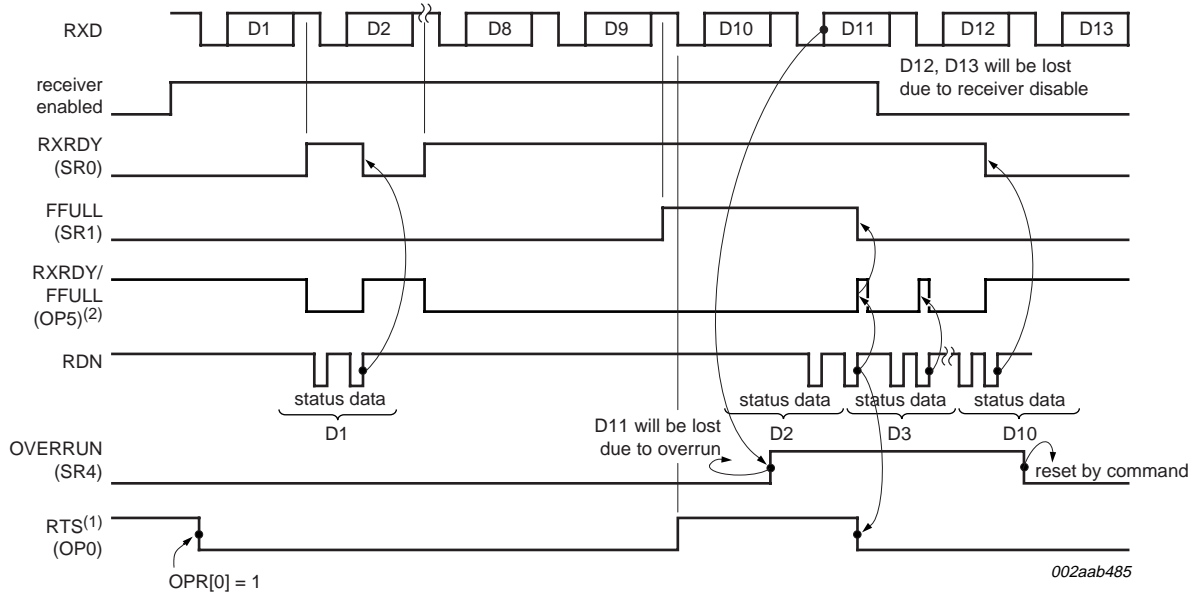 RXD
D1
D2
D8
D9
D10
D11
D12
D13
D12, D13 will be lost
due to receiver disable
receiver
enabled
RXRDY
(SR0)
FFULL
(SR1)
RXRDY/
FFULL
(OP5)(2)
RDN
status data
D1
status data
D2
status data
D3
status data
D10
D11 will be lost
due to overrun
OVERRUN
(SR4)
reset by command
RTS(1)
(OP0)
OPR[0] = 1
002aab485